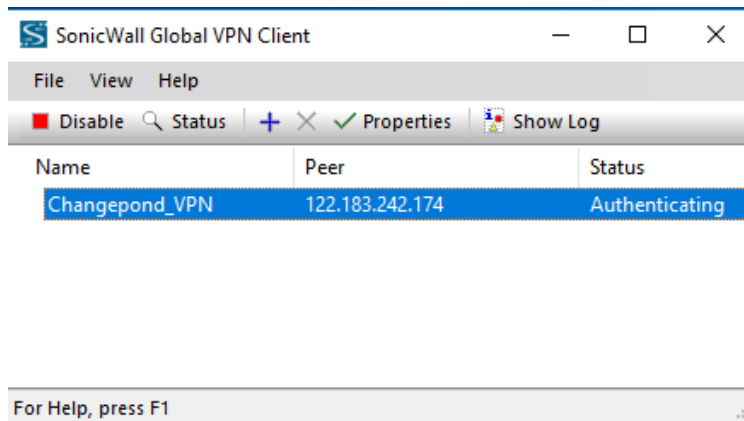 SonicWall Global VPN Client
File View Help
Disable Status Properties Show Log
Name Peer Status
Changepond_VPN 122.183.242.174 Authenticating
For Help, press F1